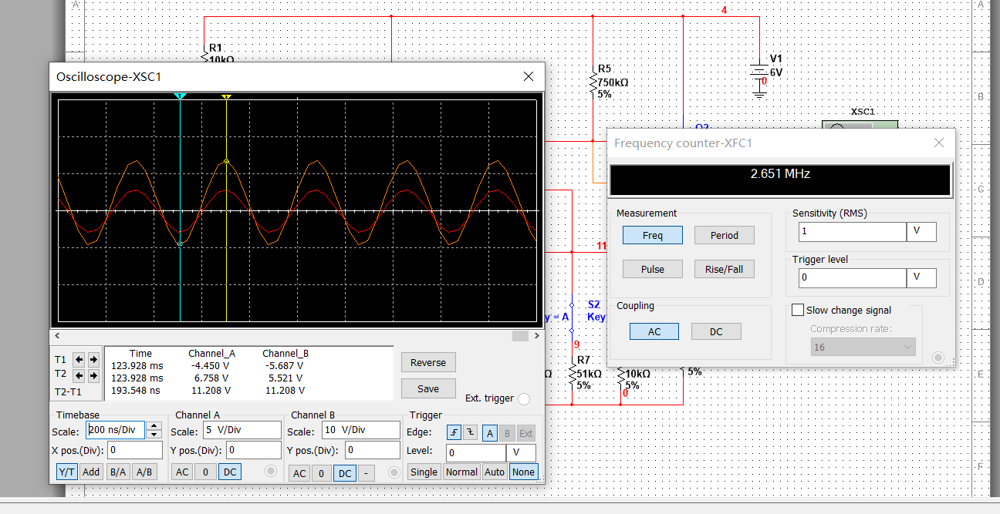 A
4
A
R1
10kΩ
R5
750kΩ
5%
V1
6V
0
B
XSC1
Q2
C
11
D
S2
Key
y = A
9
R7
51kΩ
5%
Ω
10kΩ
5%
0
5%
E
F
Oscilloscope-XSC1
1
2
T1
T2
T2-T1
Time Channel_A Channel_B
123.928 ms -4.450 V -5.687 V
123.928 ms 6.758 V 5.521 V
193.548 ns 11.208 V 11.208 V
Reverse
Save
Ext. trigger
Timebase
Scale: 200 ns/Div
X pos.(Div): 0
Y/T Add B/A A/B
Channel A
Scale: 5 V/Div
Y pos.(Div): 0
AC 0 DC
Channel B
Scale: 10 V/Div
Y pos.(Div): 0
AC 0 DC -
Trigger
Edge: A B Ext
Level: 0 V
Single Normal Auto None
Frequency counter-XFC1
2.651 MHz
Measurement
Freq Period
Pulse Rise/Fall
Coupling
AC DC
Sensitivity (RMS)
1 V
Trigger level
0 V
Slow change signal
Compression rate:
16